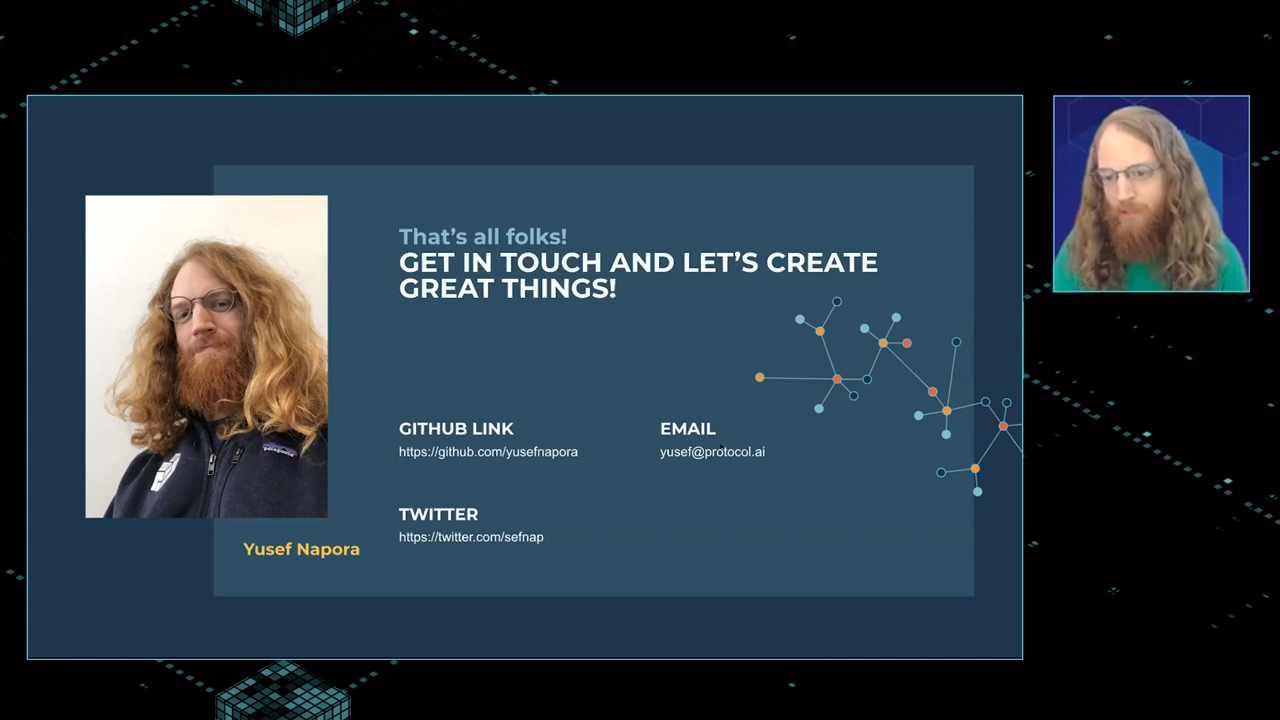 That's all folks!
GET IN TOUCH AND LET'S CREATE
GREAT THINGS!
GITHUB LINK
https://github.com/yusefnapora
EMAIL
yusef@protocol.ai
TWITTER
https://twitter.com/sefnap
Yusef Napora
patagonia